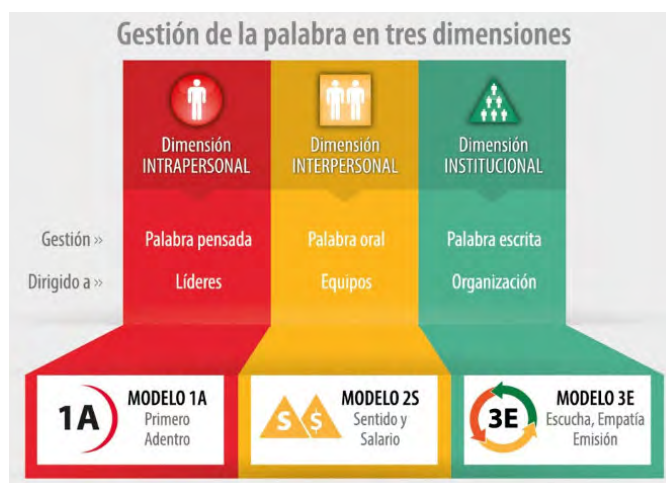 Gestión de la palabra en tres dimensiones
Dimensión
INTRAPERSONAL
Dimensión
INTERPERSONAL
Dimensión
INSTITUCIONAL
Gestión »
Palabra pensada
Palabra oral
Palabra escrita
Dirigido a »
Líderes
Equipos
Organización
1A
MODELO 1A
Primero
Adentro
S $
MODELO 2S
Sentido y
Salario
3E
MODELO 3E
Escucha, Empatía
Emisión